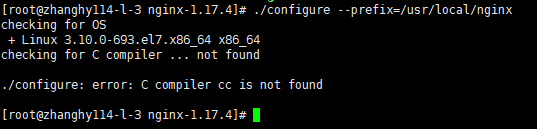 [root@zhanghy114-l-3 nginx-1.17.4]# ./configure --prefix=/usr/local/nginx
checking for OS
 + Linux 3.10.0-693.el7.x86_64 x86_64
checking for C compiler ... not found
./configure: error: C compiler cc is not found
[root@zhanghy114-l-3 nginx-1.17.4]#